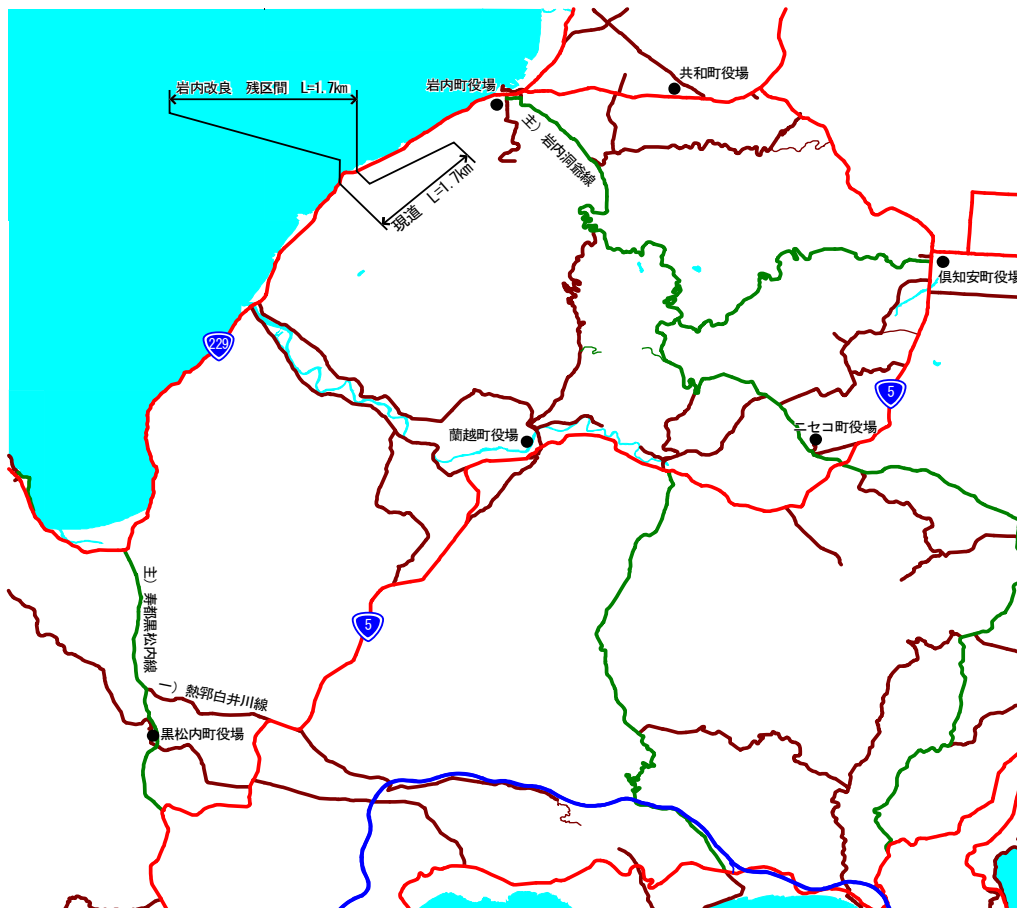 共和町役場
岩内改良 残区間 L=1.7km
岩内町役場
主）岩内洞爺線
現道 L=1.7km
倶知安町役場
229
5
ニセコ町役場
蘭越町役場
主）寿都黒松内線
5
一）熱郛白井川線
黒松内町役場